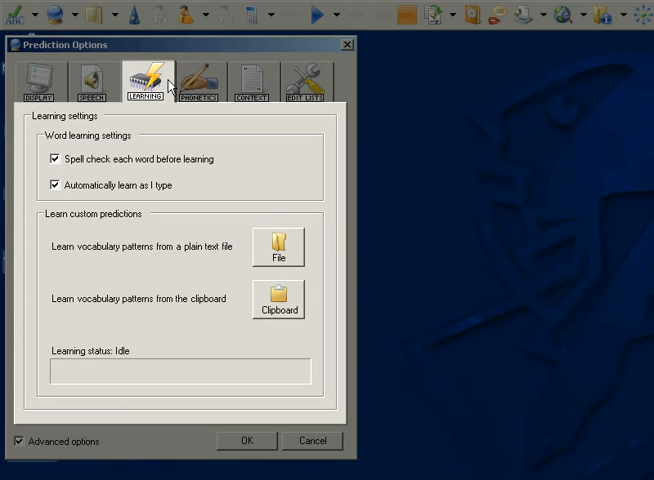 ABC
Prediction Options
DISPLAY SPEECH LEARNING PHONETICS CONTEXT EDIT LISTS
Learning settings
Word learning settings
Spell check each word before learning
Automatically learn as I type
Learn custom predictions
Learn vocabulary patterns from a plain text file
File
Learn vocabulary patterns from the clipboard
Clipboard
Learning status: Idle
Advanced options
OK
Cancel